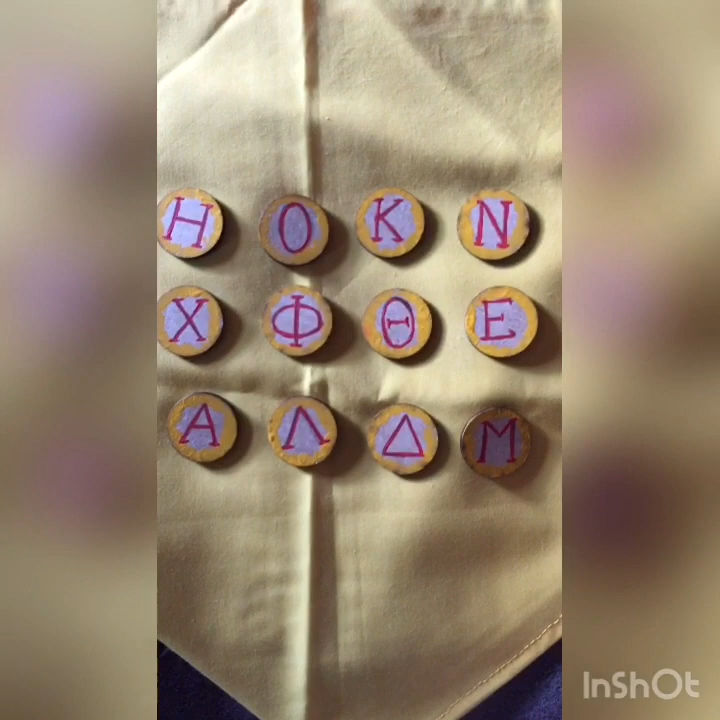 Η Ο Κ Ν
Χ Φ Θ Ε
Α Λ Δ Μ
InShOt